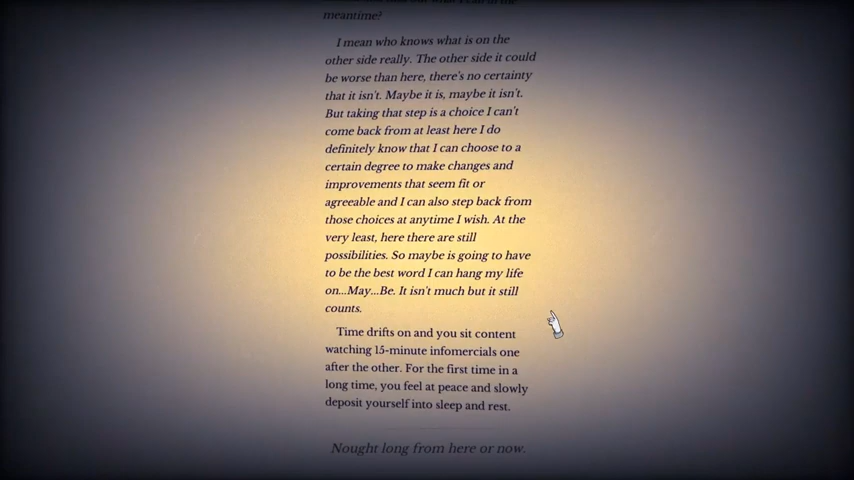 meantime?
I mean who knows what is on the
other side really. The other side it could
be worse than here, there's no certainty
that it isn't. Maybe it is, maybe it isn't.
But taking that step is a choice I can't
come back from at least here I do
definitely know that I can choose to a
certain degree to make changes and
improvements that seem fit or
agreeable and I can also step back from
those choices at anytime I wish. At the
very least, here there are still
possibilities. So maybe is going to have
to be the best word I can hang my life
on...May...Be. It isn't much but it still
counts.
Time drifts on and you sit content
watching 15-minute infomercials one
after the other. For the first time in a
long time, you feel at peace and slowly
deposit yourself into sleep and rest.
Nought long from here or now.